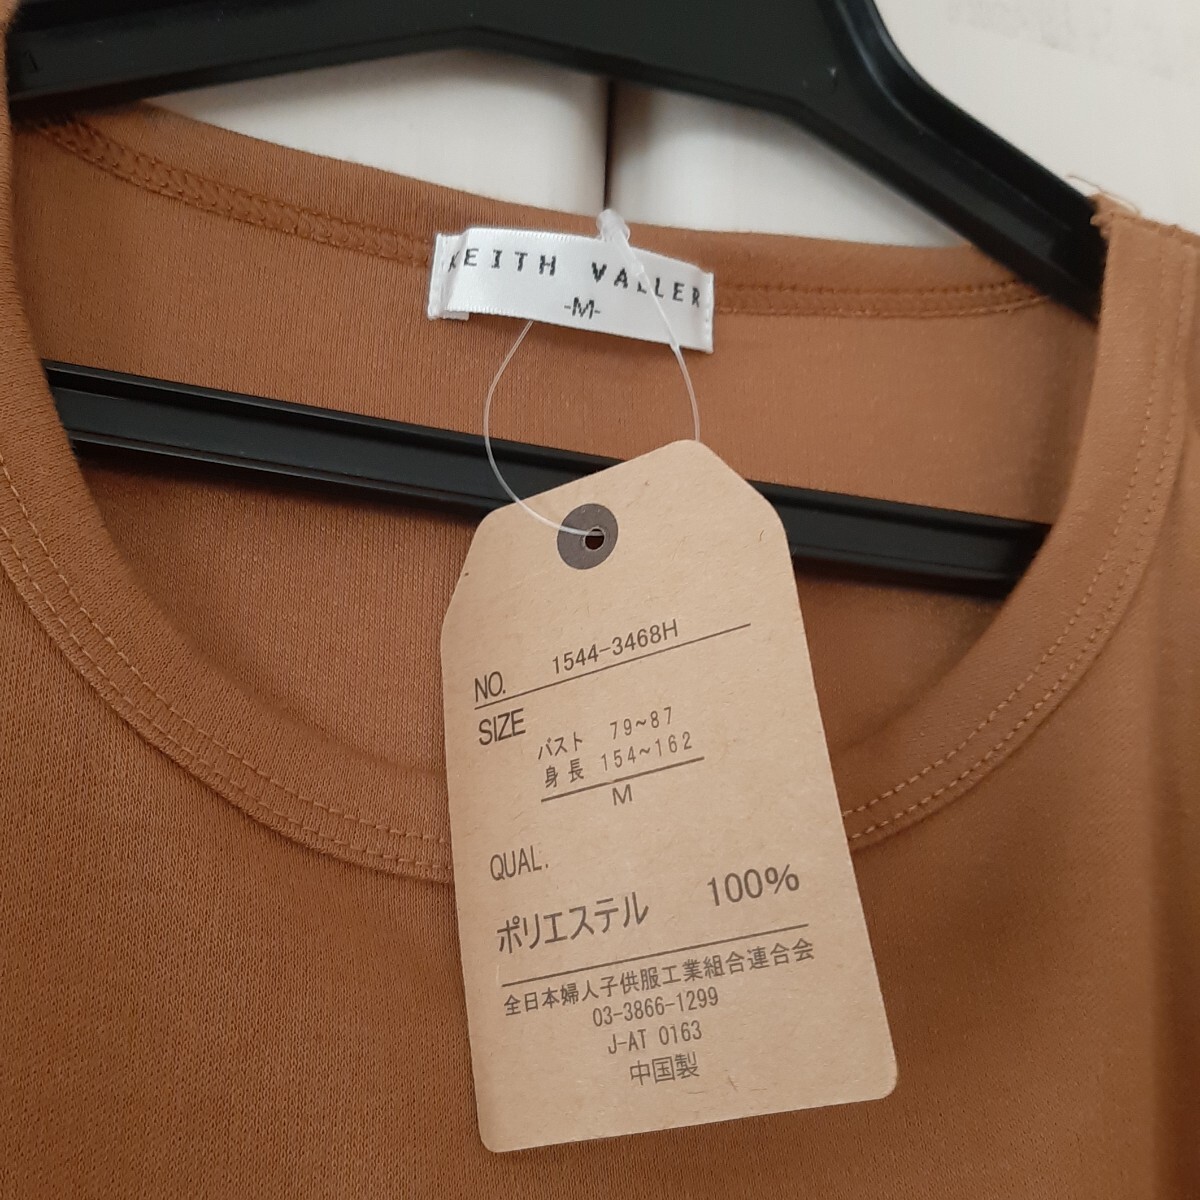 KEITH VALLER
-M-
NO. 1544-3468H
SIZE
バスト 79~87
身長 154~162
M
QUAL.
ポリエステル 100%
全日本婦人子供服工業組合連合会
03-3866-1299
J-AT 0163
中国製